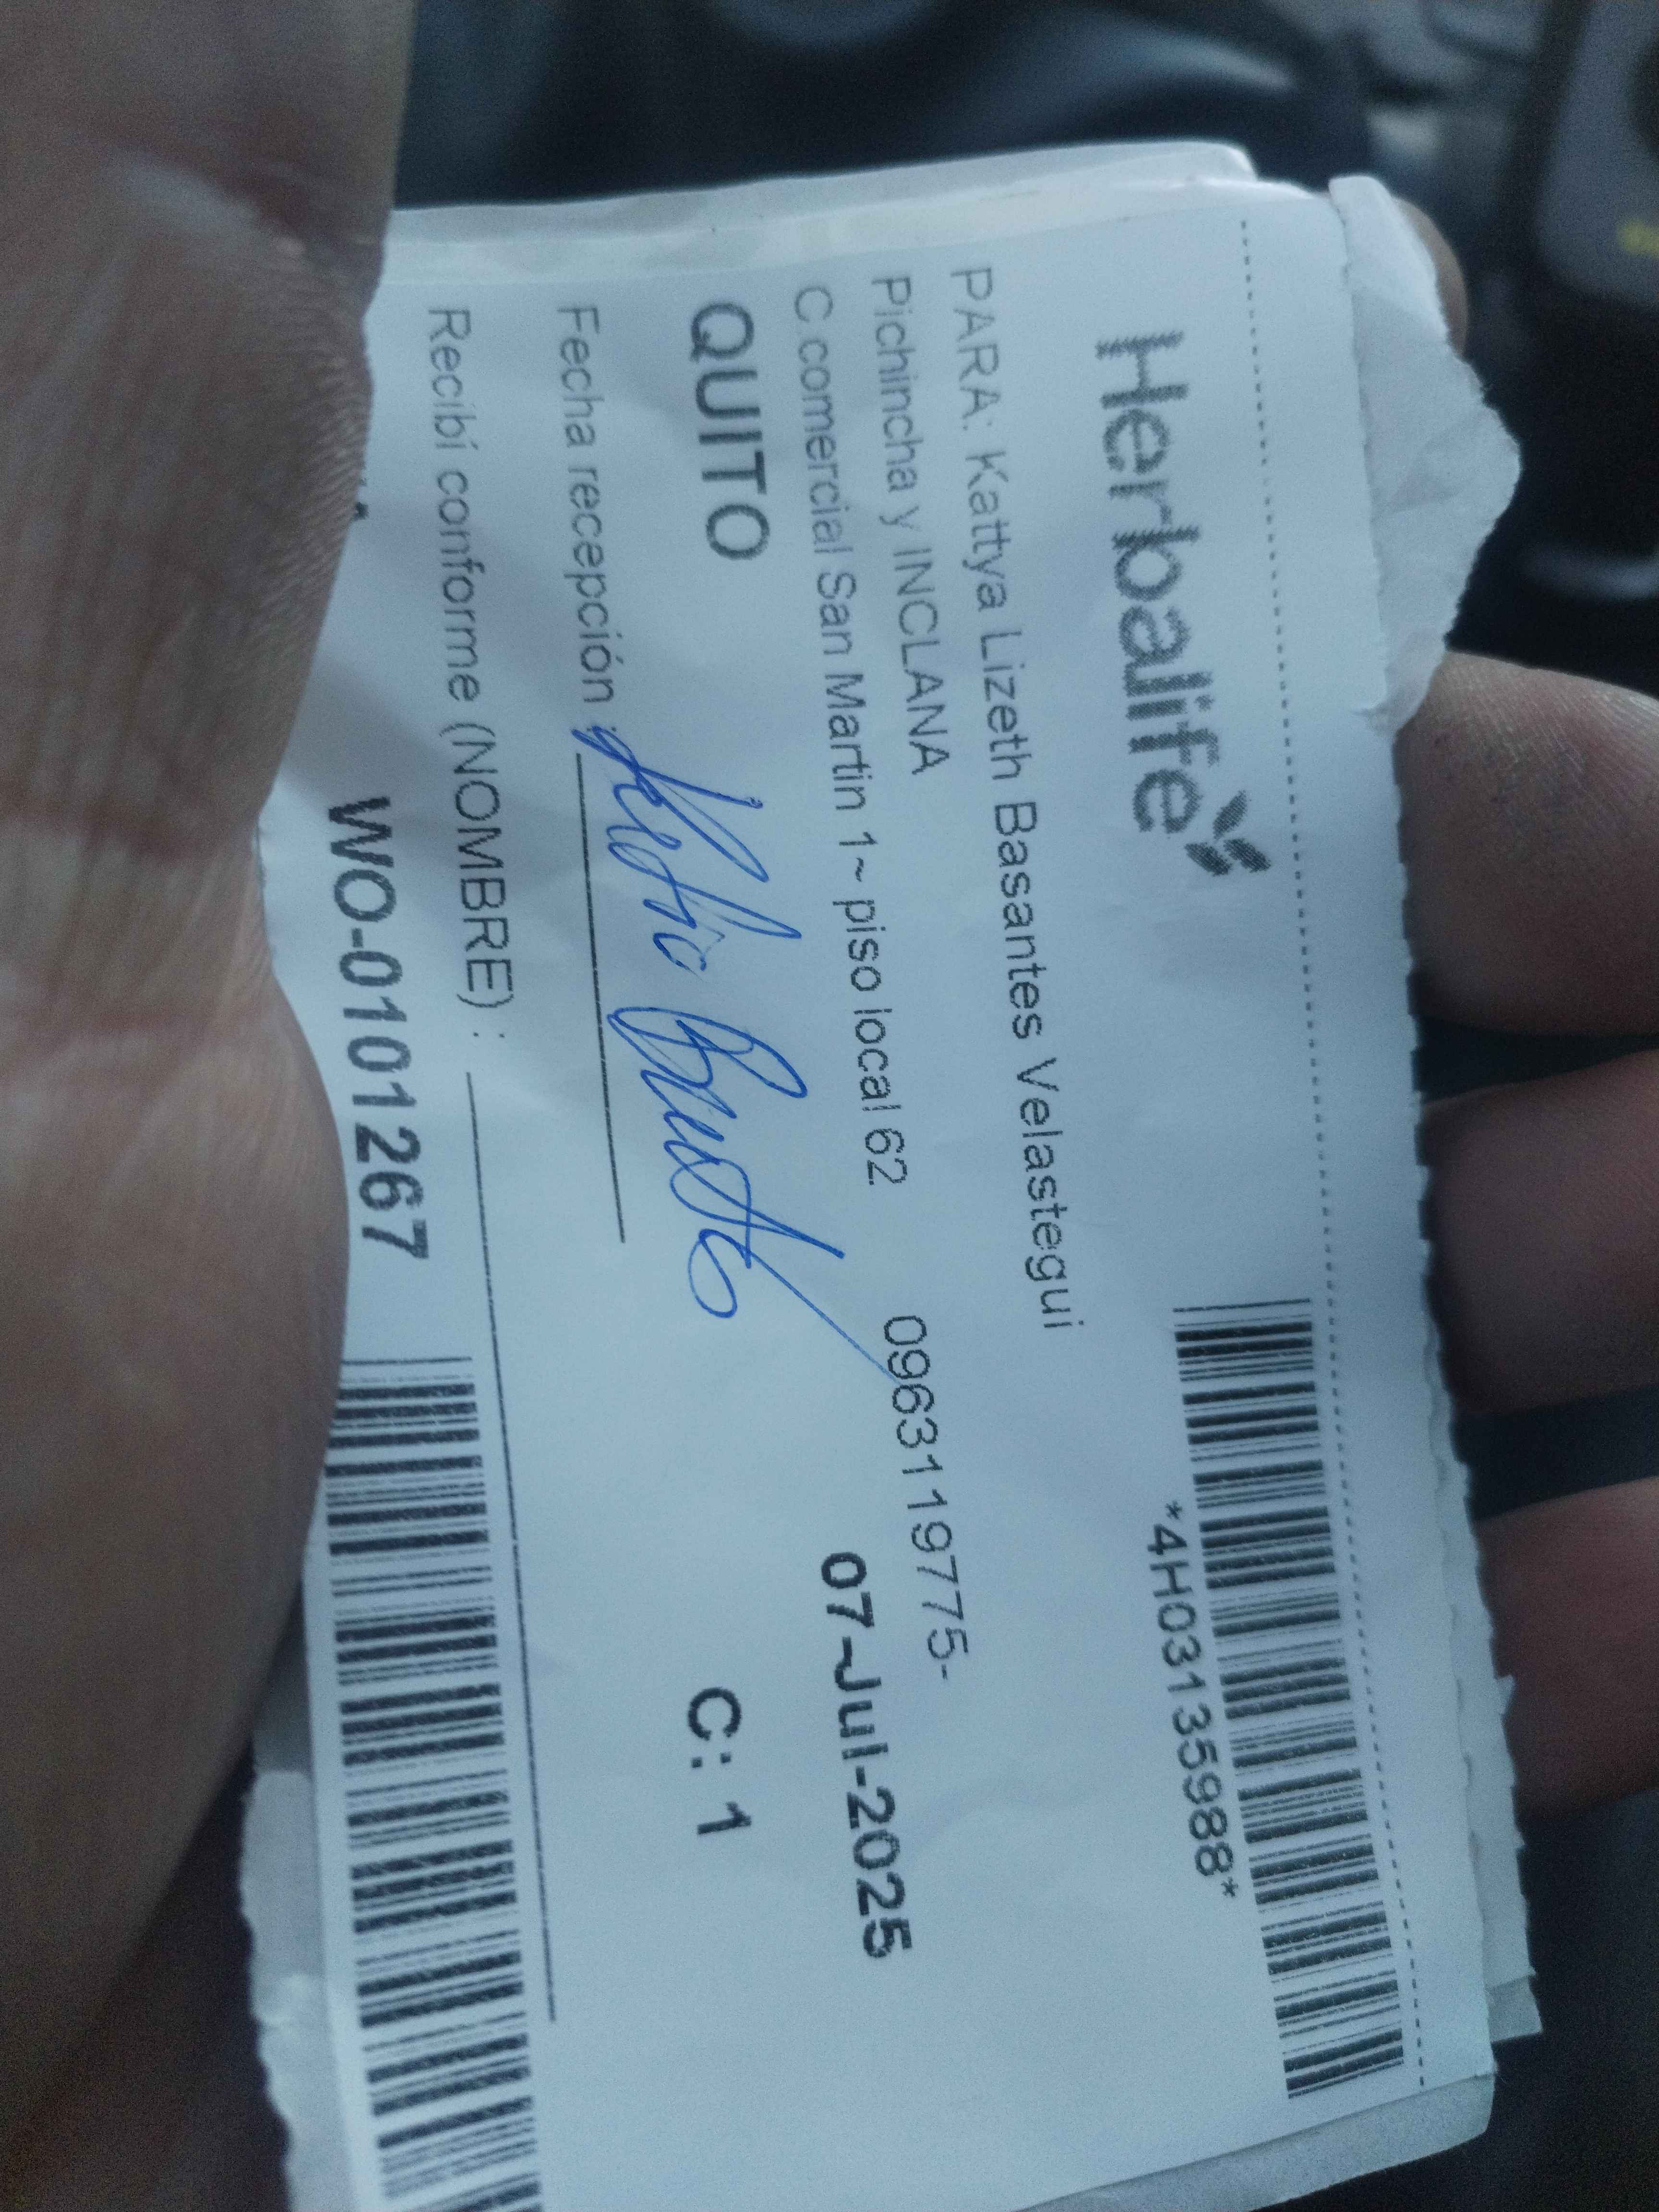 Herbalife
*4H03135988*
PARA: Kattya Lizeth Basantes Velastegui
Pichincha y INCLANA 0963119775-
C.comercial San Martin 1~ piso local 62
07-Jul-2025
QUITO C: 1
Fecha recepción :
Recibí conforme (NOMBRE) :
WO-0101267